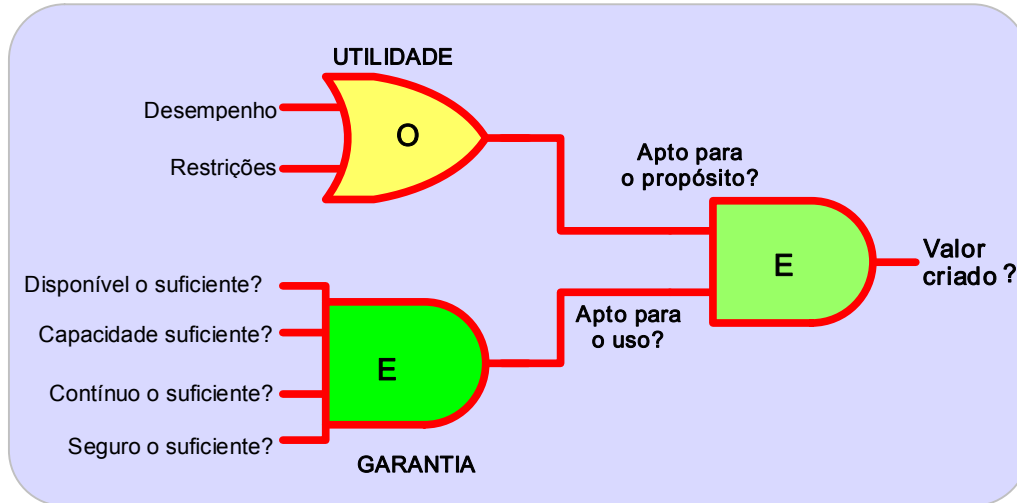 UTILIDADE
Desempenho
O
Restrições
Apto para
o propósito?
E
Valor
criado ?
Disponível o suficiente?
Capacidade suficiente?
Contínuo o suficiente?
Seguro o suficiente?
E
Apto para
o uso?
GARANTIA